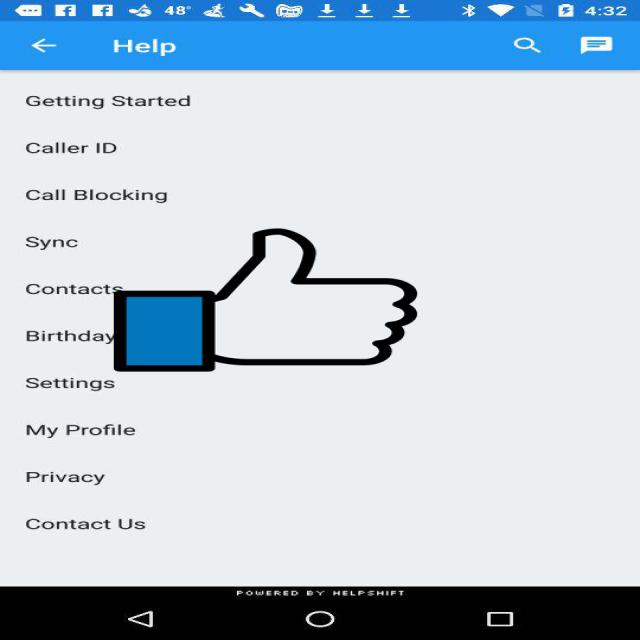 48° 4:32
Help
Getting Started
Caller ID
Call Blocking
Sync
Contacts
Birthday
Settings
My Profile
Privacy
Contact Us
POWERED BY HELPSHIFT